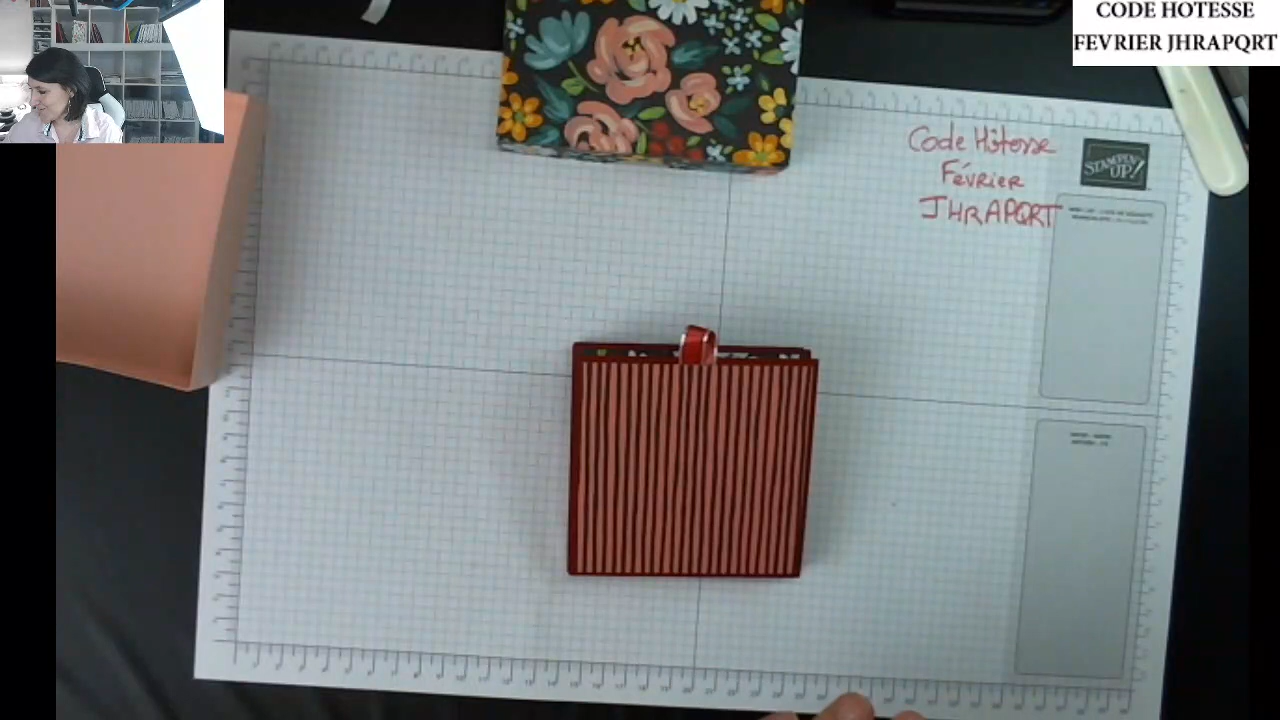 CODE HOTESSE
FEVRIER JHRAPQRT
Code Hôtesse
Février
JHRAPQRT
STAMPIN' UP!